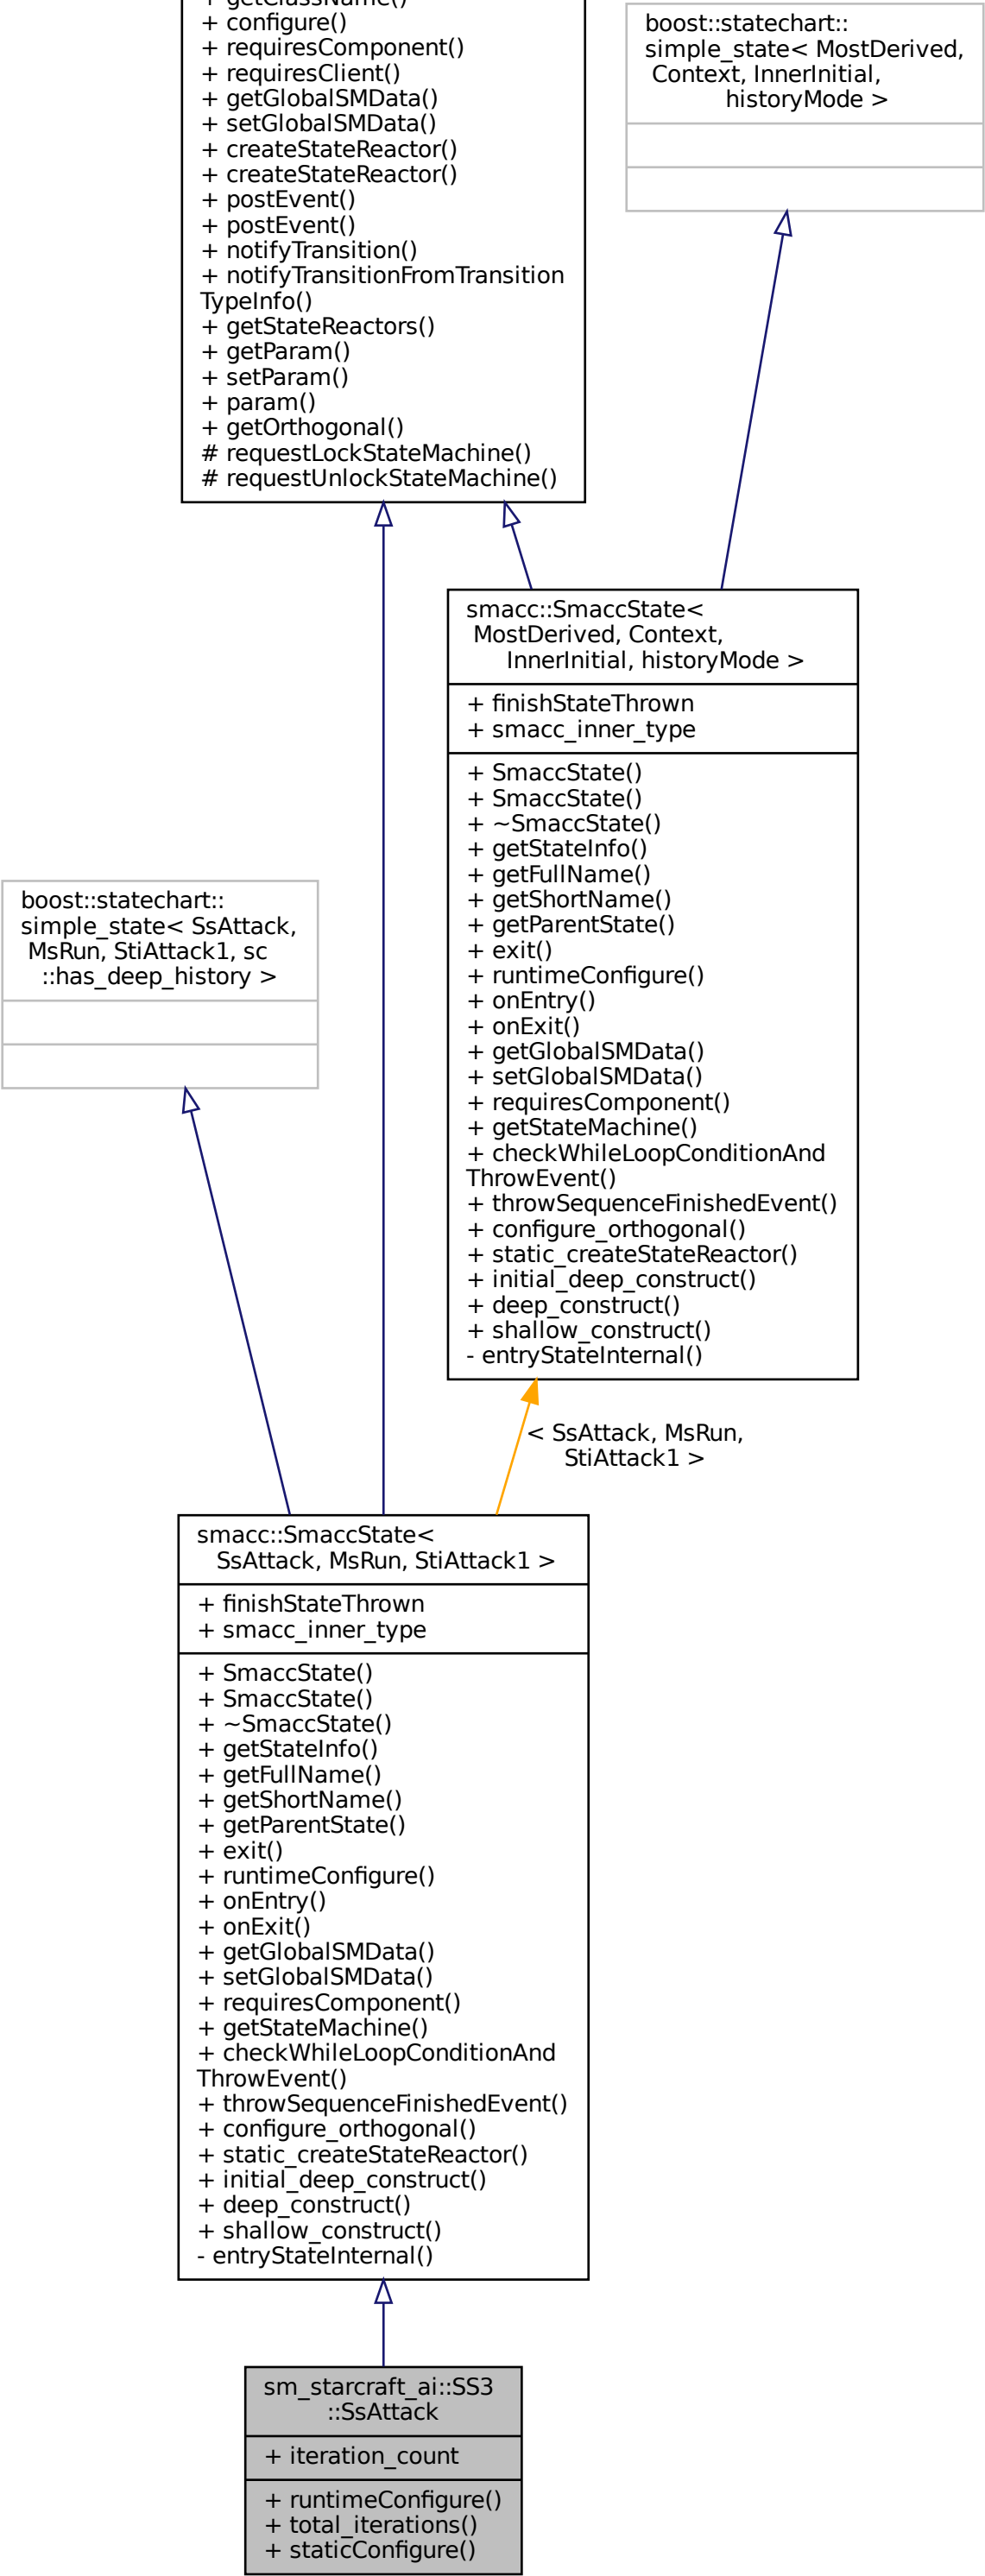 + getClassName()
+ configure()
+ requiresComponent()
+ requiresClient()
+ getGlobalSMData()
+ setGlobalSMData()
+ createStateReactor()
+ createStateReactor()
+ postEvent()
+ postEvent()
+ notifyTransition()
+ notifyTransitionFromTransition
TypeInfo()
+ getStateReactors()
+ getParam()
+ setParam()
+ param()
+ getOrthogonal()
# requestLockStateMachine()
# requestUnlockStateMachine()
boost::statechart::
simple_state< MostDerived,
Context, InnerInitial,
historyMode >
smacc::SmaccState<
MostDerived, Context,
InnerInitial, historyMode >
+ finishStateThrown
+ smacc_inner_type
+ SmaccState()
+ SmaccState()
+ ~SmaccState()
+ getStateInfo()
+ getFullName()
+ getShortName()
+ getParentState()
+ exit()
+ runtimeConfigure()
+ onEntry()
+ onExit()
+ getGlobalSMData()
+ setGlobalSMData()
+ requiresComponent()
+ getStateMachine()
+ checkWhileLoopConditionAnd
ThrowEvent()
+ throwSequenceFinishedEvent()
+ configure_orthogonal()
+ static_createStateReactor()
+ initial_deep_construct()
+ deep_construct()
+ shallow_construct()
- entryStateInternal()
boost::statechart::
simple_state< SsAttack,
MsRun, StiAttack1, sc
::has_deep_history >
< SsAttack, MsRun,
StiAttack1 >
smacc::SmaccState<
SsAttack, MsRun, StiAttack1 >
+ finishStateThrown
+ smacc_inner_type
+ SmaccState()
+ SmaccState()
+ ~SmaccState()
+ getStateInfo()
+ getFullName()
+ getShortName()
+ getParentState()
+ exit()
+ runtimeConfigure()
+ onEntry()
+ onExit()
+ getGlobalSMData()
+ setGlobalSMData()
+ requiresComponent()
+ getStateMachine()
+ checkWhileLoopConditionAnd
ThrowEvent()
+ throwSequenceFinishedEvent()
+ configure_orthogonal()
+ static_createStateReactor()
+ initial_deep_construct()
+ deep_construct()
+ shallow_construct()
- entryStateInternal()
sm_starcraft_ai::SS3
::SsAttack
+ iteration_count
+ runtimeConfigure()
+ total_iterations()
+ staticConfigure()